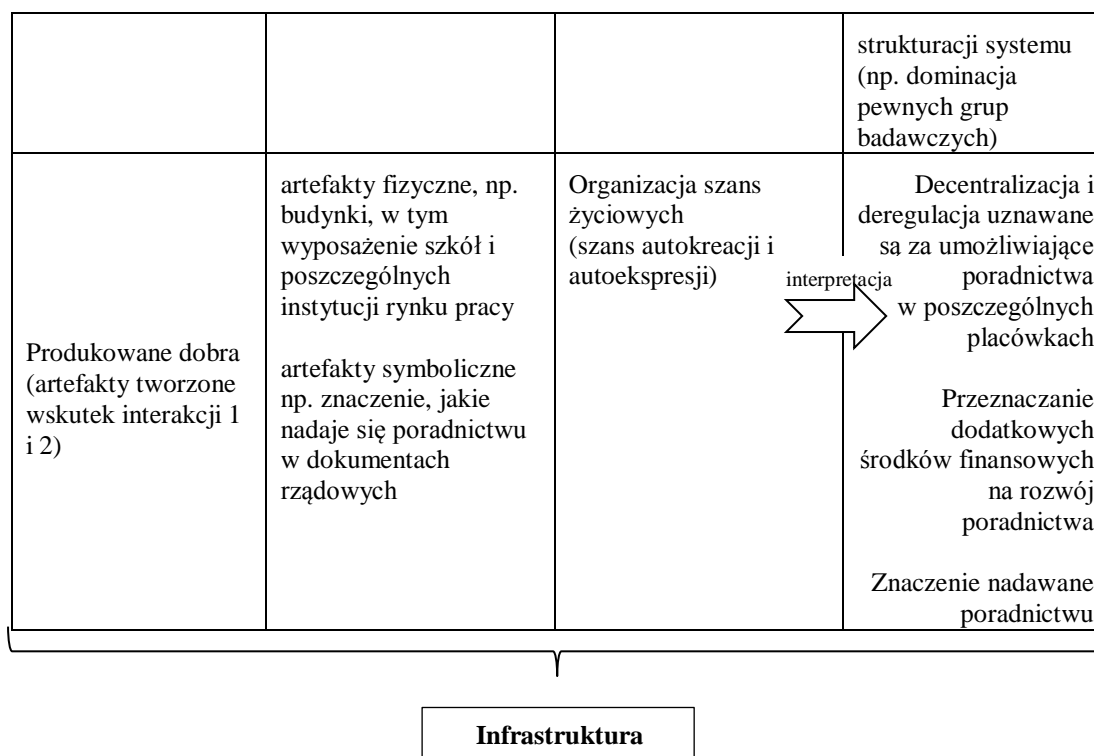 strukturacji systemu
(np. dominacja
pewnych grup
badawczych)
Produkowane dobra
(artefakty tworzone
wskutek interakcji 1
i 2)
artefakty fizyczne, np.
budynki, w tym
wyposażenie szkół i
poszczególnych
instytucji rynku pracy
artefakty symboliczne
np. znaczenie, jakie
nadaje się poradnictwu
w dokumentach
rządowych
Organizacja szans
życiowych
(szans autokreacji i
autoekspresji)
interpretacja
Decentralizacja i
deregulacja uznawane
są za umożliwiające
poradnictwa
w poszczególnych
placówkach
Przeznaczanie
dodatkowych
środków finansowych
na rozwój
poradnictwa
Znaczenie nadawane
poradnictwu
Infrastruktura